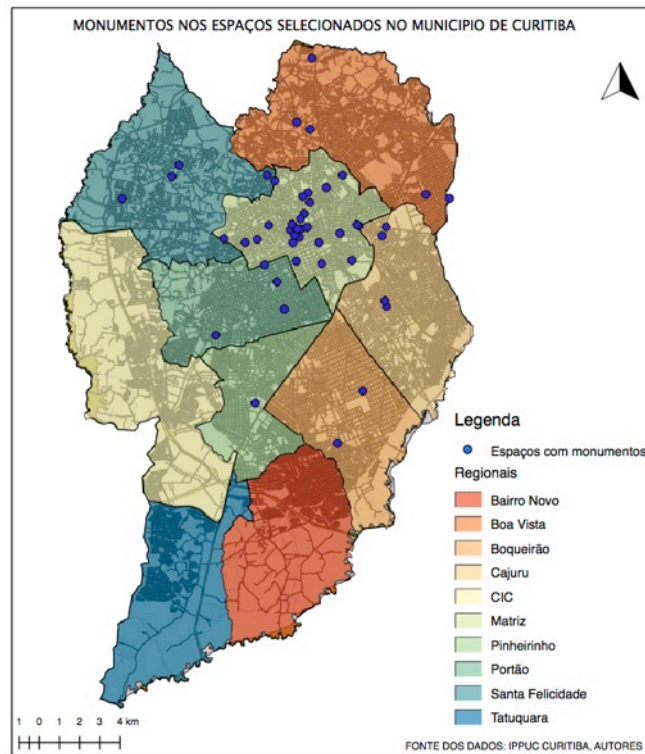 MONUMENTOS NOS ESPAÇOS SELECIONADOS NO MUNICIPIO DE CURITIBA
Legenda
Espaços com monumentos
Regionais
Bairro Novo
Boa Vista
Boqueirão
Cajuru
CIC
Matriz
Pinheirinho
Portão
Santa Felicidade
Tatuquara
1 0 1 2 3 4 km
FONTE DOS DADOS: IPPUC CURITIBA, AUTORES